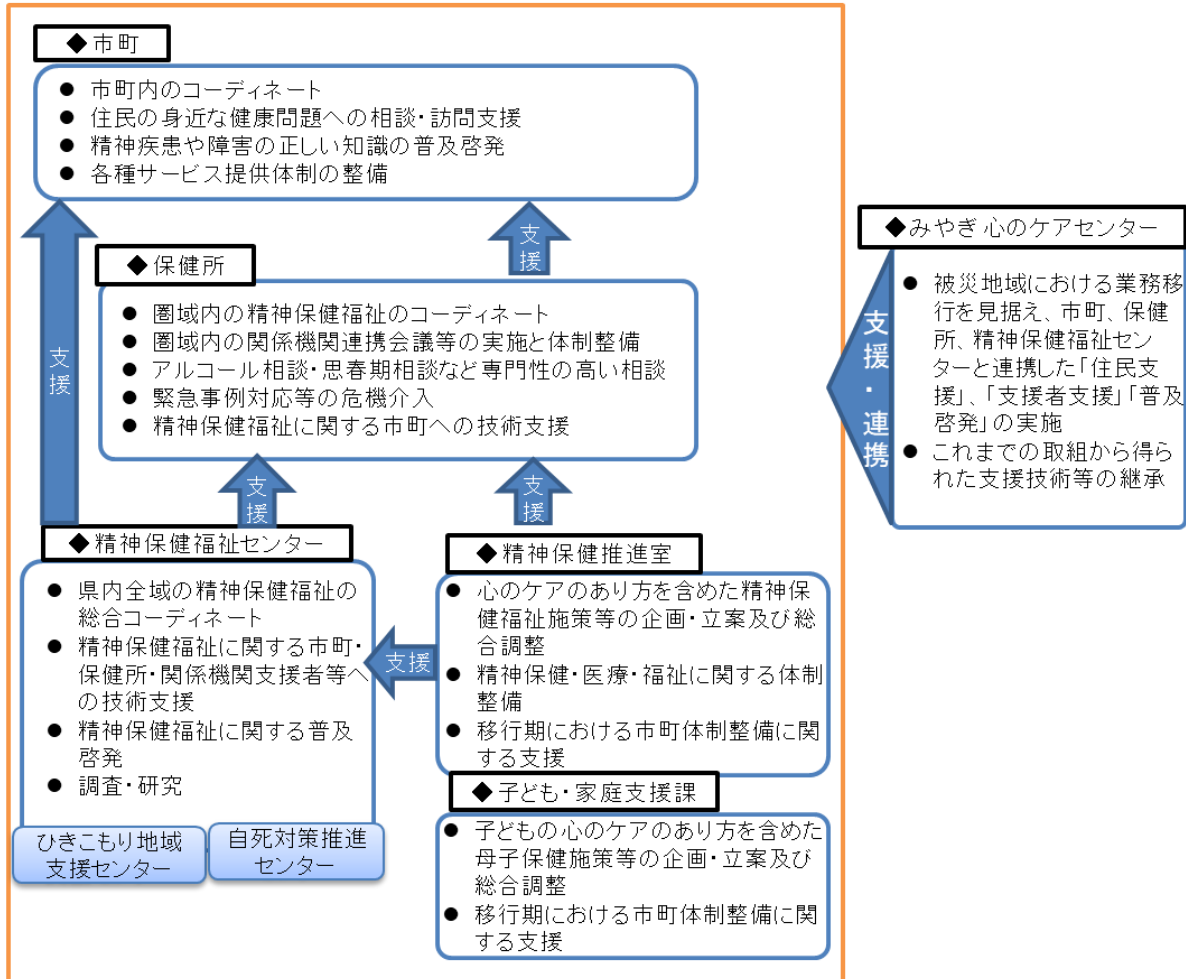 ◆市町
● 市町内のコーディネート
● 住民の身近な健康問題への相談・訪問支援
● 精神疾患や障害の正しい知識の普及啓発
● 各種サービス提供体制の整備
支援
支援
◆保健所
● 圏域内の精神保健福祉のコーディネート
● 圏域内の関係機関連携会議等の実施と体制整備
● アルコール相談・思春期相談など専門性の高い相談
● 緊急事例対応等の危機介入
● 精神保健福祉に関する市町への技術支援
支援
支援
◆精神保健福祉センター
● 県内全域の精神保健福祉の
総合コーディネート
● 精神保健福祉に関する市町・
保健所・関係機関支援者等へ
の技術支援
● 精神保健福祉に関する普及
啓発
● 調査・研究
ひきこもり地域
支援センター
自死対策推進
センター
支援
◆精神保健推進室
● 心のケアのあり方を含めた精神保
健福祉施策等の企画・立案及び総
合調整
● 精神保健・医療・福祉に関する体制
整備
● 移行期における市町体制整備に関
する支援
◆子ども・家庭支援課
● 子どもの心のケアのあり方を含めた
母子保健施策等の企画・立案及び
総合調整
● 移行期における市町体制整備に関
する支援
支援・連携
◆みやぎ心のケアセンター
● 被災地域における業務移
行を見据え、市町、保健
所、精神保健福祉セン
ターと連携した「住民支
援」、「支援者支援」「普及
啓発」の実施
● これまでの取組から得ら
れた支援技術等の継承